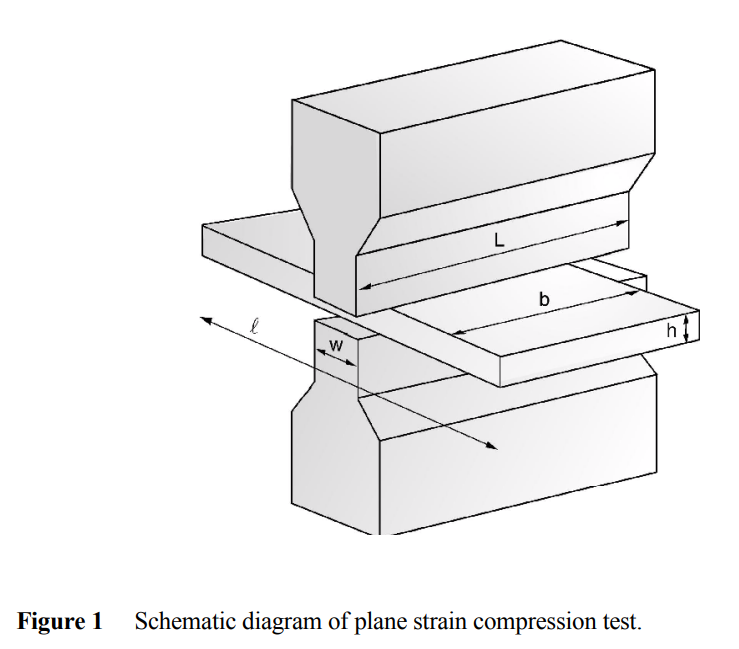 L
b
h
ℓ
w
Figure 1 Schematic diagram of plane strain compression test.